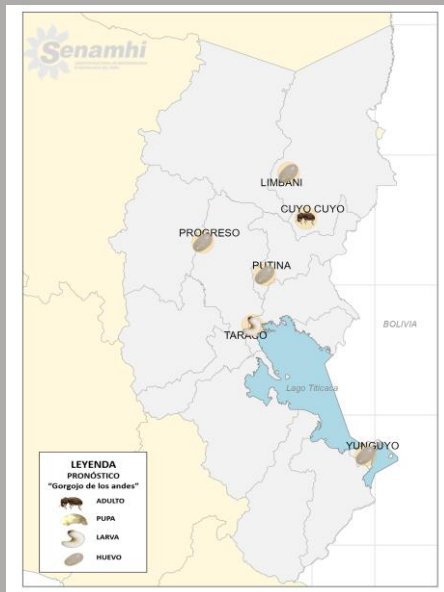 Senamhi
LIMBANI
CUYO CUYO
PROGRESO
PUTINA
TARACO
BOLIVIA
Lago Titicaca
YUNGUYO
LEYENDA
PRONÓSTICO
"Gorgojo de los andes"
ADULTO
PUPA
LARVA
HUEVO